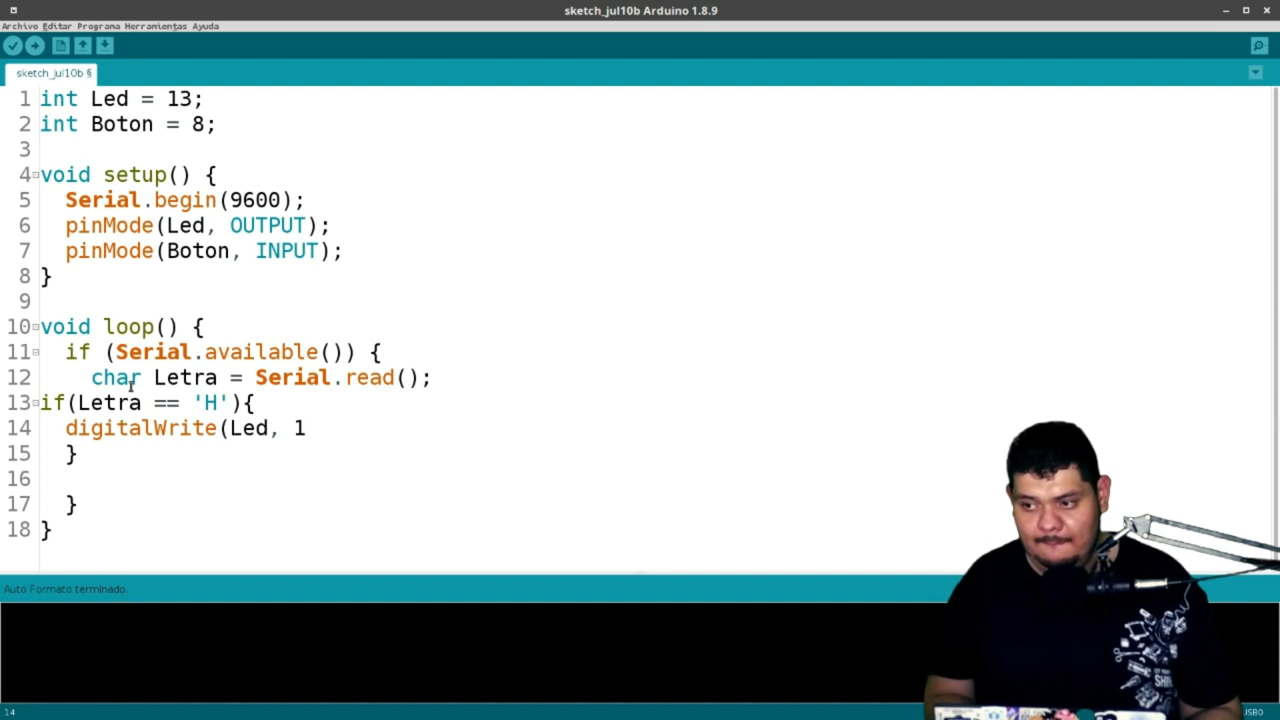 sketch_jul10b Arduino 1.8.9
Archivo Editar Programa Herramientas Ayuda
sketch_jul10b §
1 int Led = 13;
2 int Boton = 8;
3
4 void setup() {
5 Serial.begin(9600);
6 pinMode(Led, OUTPUT);
7 pinMode(Boton, INPUT);
8 }
9
10 void loop() {
11 if (Serial.available()) {
12 char Letra = Serial.read();
13 if(Letra == 'H'){
14 digitalWrite(Led, 1
15 }
16
17 }
18 }
Auto Formato terminado.
14